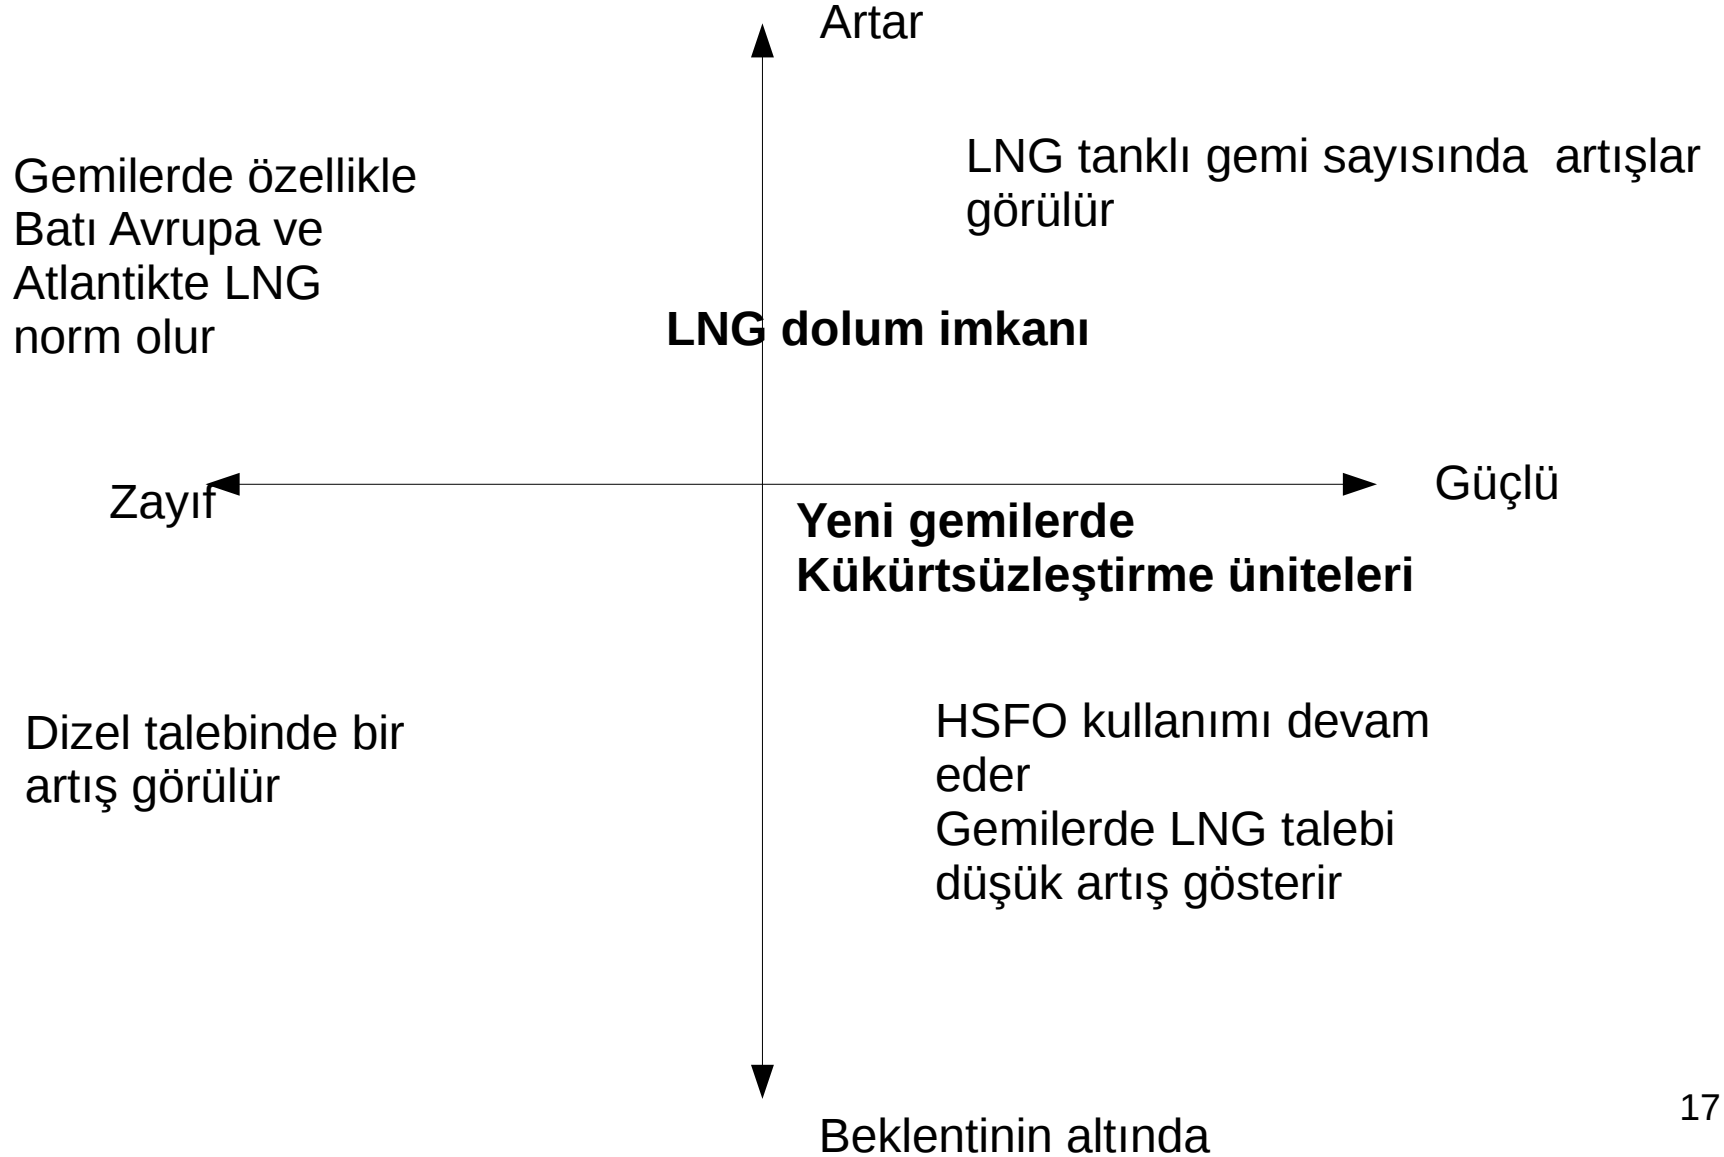 Artar
Gemilerde özellikle
Batı Avrupa ve
Atlantikte LNG
norm olur
LNG tanklı gemi sayısında  artışlar
görülür
LNG dolum imkanı
Zayıf
Güçlü
Yeni gemilerde
Kükürtsüzleştirme üniteleri
Dizel talebinde bir
artış görülür
HSFO kullanımı devam
eder
Gemilerde LNG talebi
düşük artış gösterir
Beklentinin altında
17